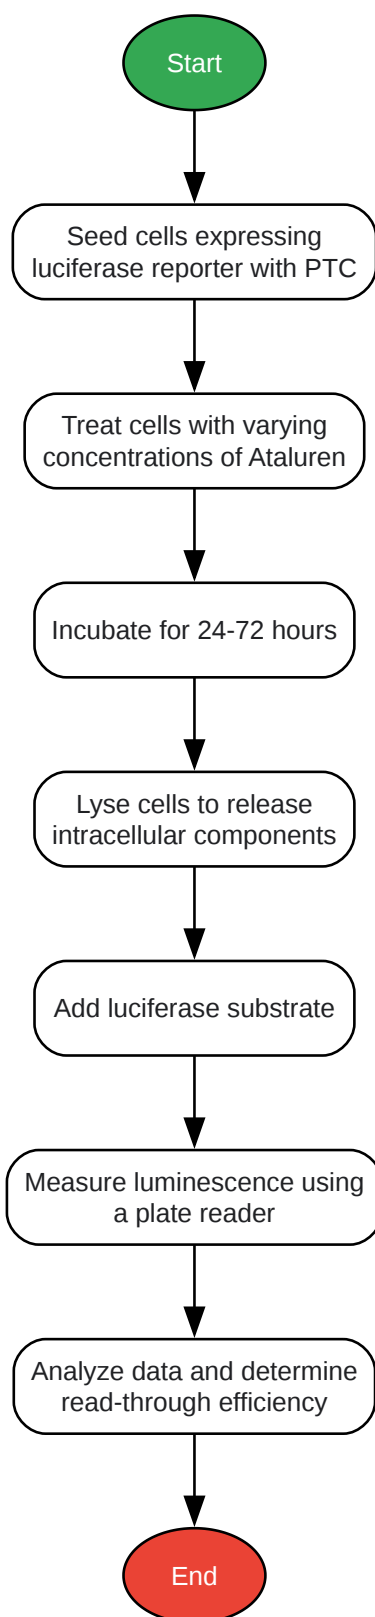 Start
Seed cells expressing
luciferase reporter with PTC
Treat cells with varying
concentrations of Ataluren
Incubate for 24-72 hours
Lyse cells to release
intracellular components
Add luciferase substrate
Measure luminescence using
a plate reader
Analyze data and determine
read-through efficiency
End